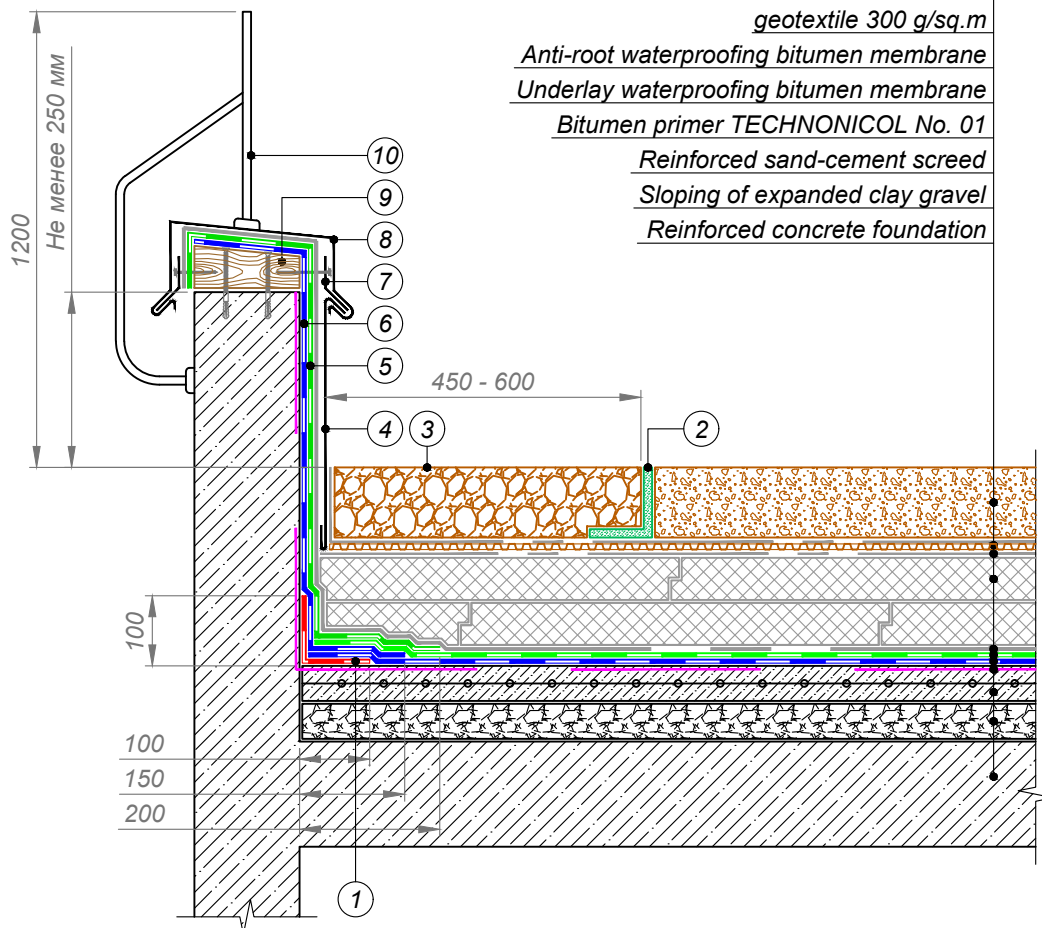 geotextile 300 g/sq.m
Anti-root waterproofing bitumen membrane
Underlay waterproofing bitumen membrane
Bitumen primer TECHNONICOL No. 01
Reinforced sand-cement screed
Sloping of expanded clay gravel
Reinforced concrete foundation
1200
Не менее 250 мм
10
9
8
7
6
5
450 - 600
4
3
2
100
100
150
200
1